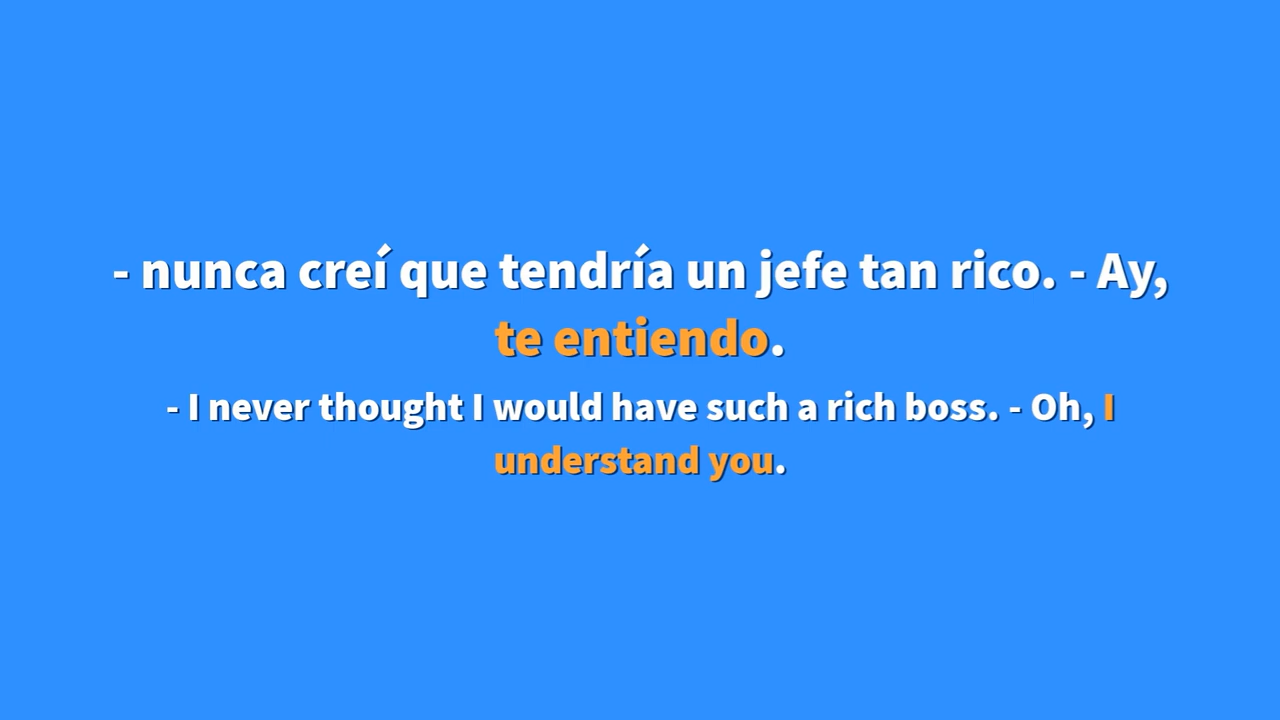 - nunca creí que tendría un jefe tan rico. - Ay,
te entiendo.
- I never thought I would have such a rich boss. - Oh, I
understand you.